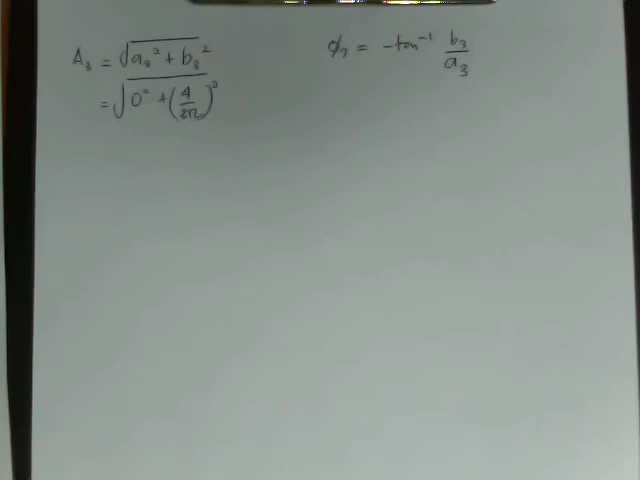 A₃ = √(a₃² + b₃²)
= √(0² + (4/3π)²)
φ₃ = -tan⁻¹ b₃/a₃